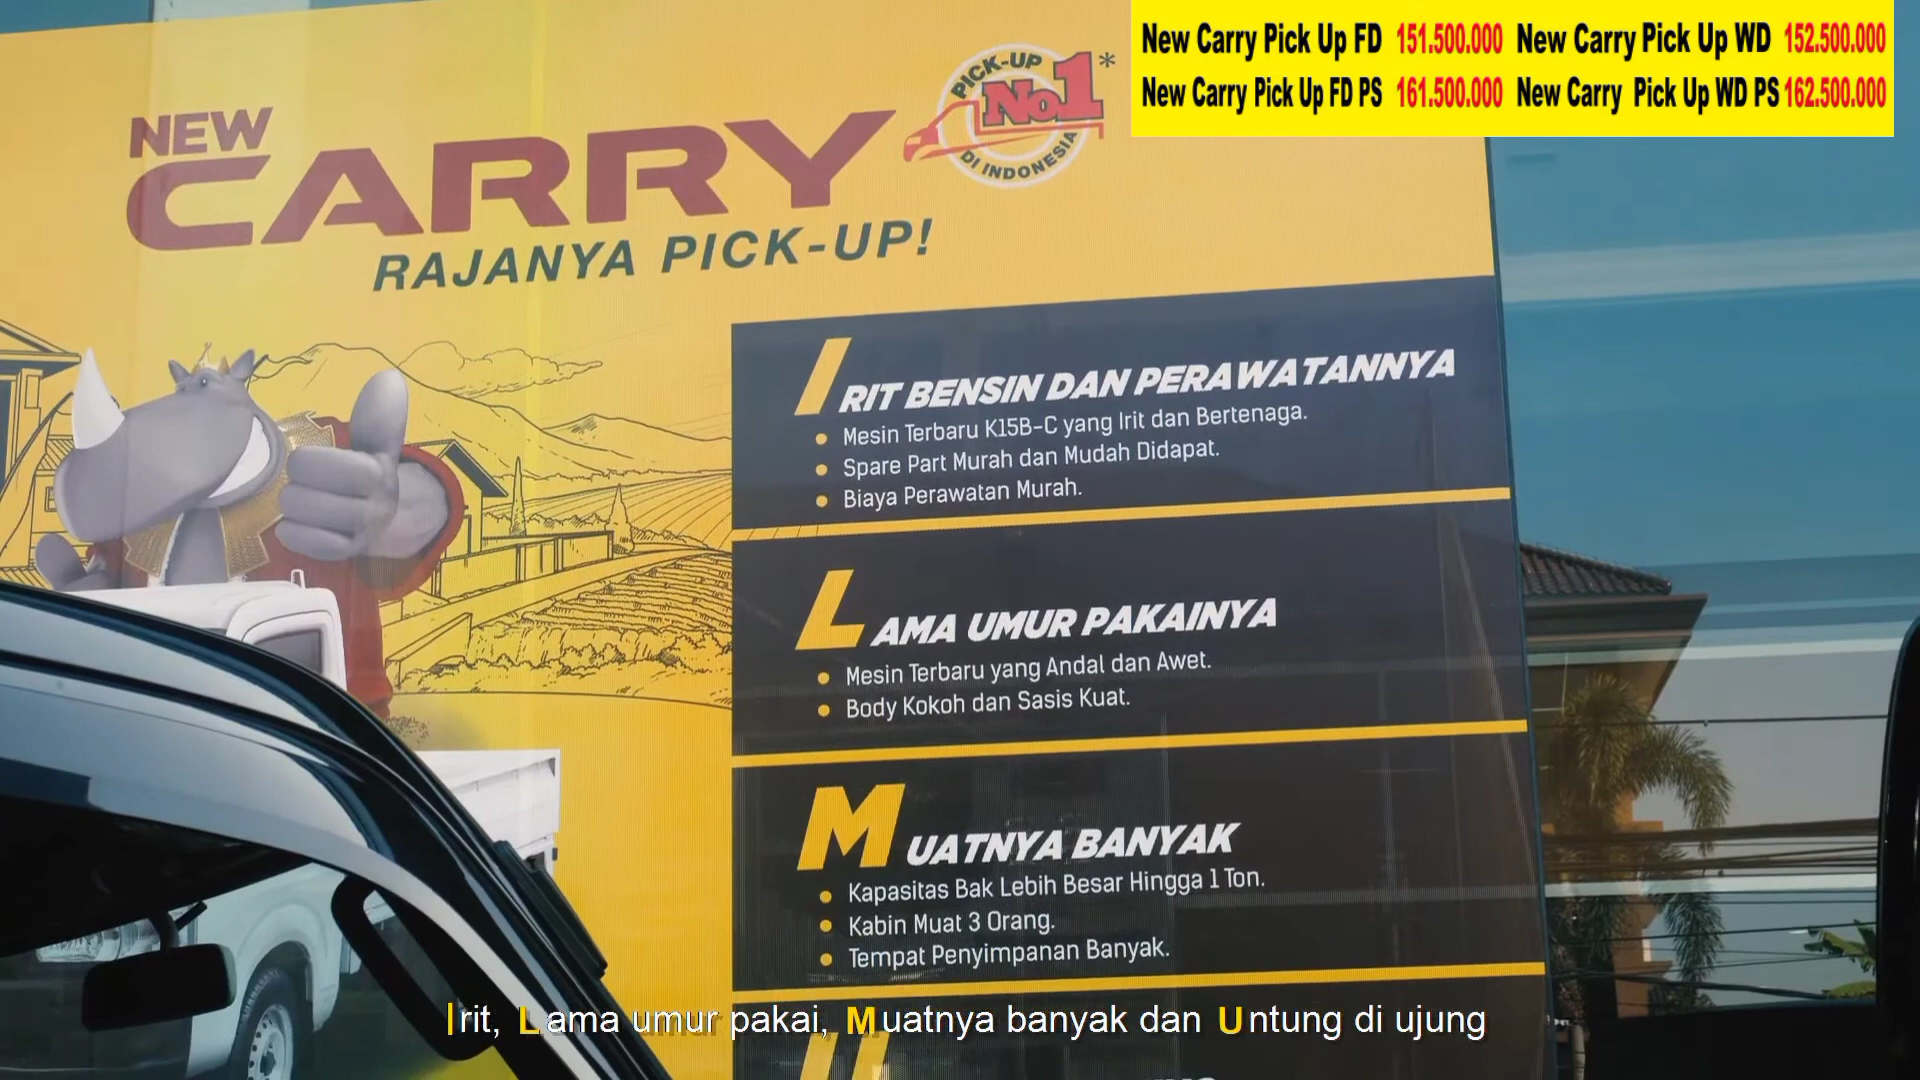 New Carry Pick Up FD 151.500.000 New Carry Pick Up WD 152.500.000
New Carry Pick Up FD PS 161.500.000 New Carry Pick Up WD PS 162.500.000
NEW
CARRY
PICK-UP
No1*
DI INDONESIA
RAJANYA PICK-UP!
IRIT BENSIN DAN PERAWATANNYA
• Mesin Terbaru K15B-C yang Irit dan Bertenaga.
• Spare Part Murah dan Mudah Didapat.
• Biaya Perawatan Murah.
LAMA UMUR PAKAINYA
• Mesin Terbaru yang Andal dan Awet.
• Body Kokoh dan Sasis Kuat.
MUATNYA BANYAK
• Kapasitas Bak Lebih Besar Hingga 1 Ton.
• Kabin Muat 3 Orang.
• Tempat Penyimpanan Banyak.
Irit, Lama umur pakai, Muatnya banyak dan Untung di ujung